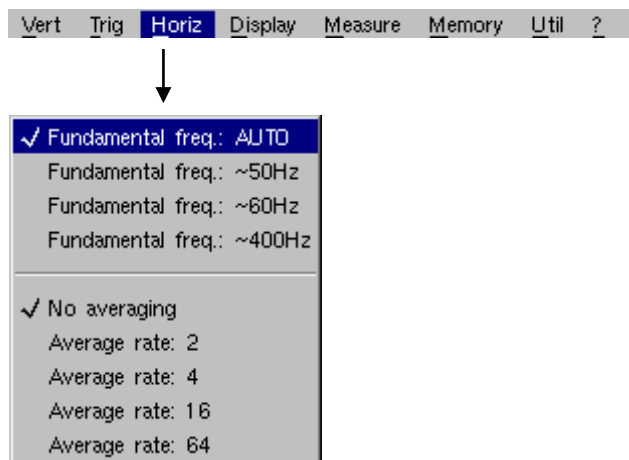 Vert Trig Horiz Display Measure Memory Util ?
✓ Fundamental freq.: AUTO
Fundamental freq.: ~50Hz
Fundamental freq.: ~60Hz
Fundamental freq.: ~400Hz
✓ No averaging
Average rate: 2
Average rate: 4
Average rate: 16
Average rate: 64